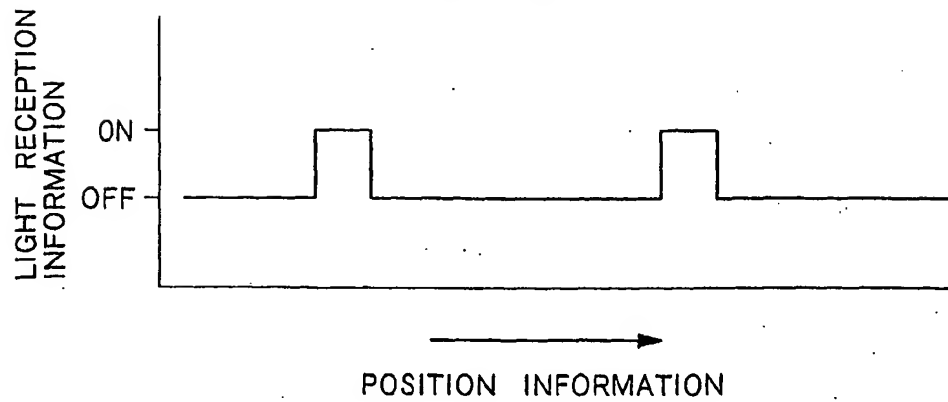 LIGHT RECEPTION
INFORMATION
ON
OFF
POSITION INFORMATION